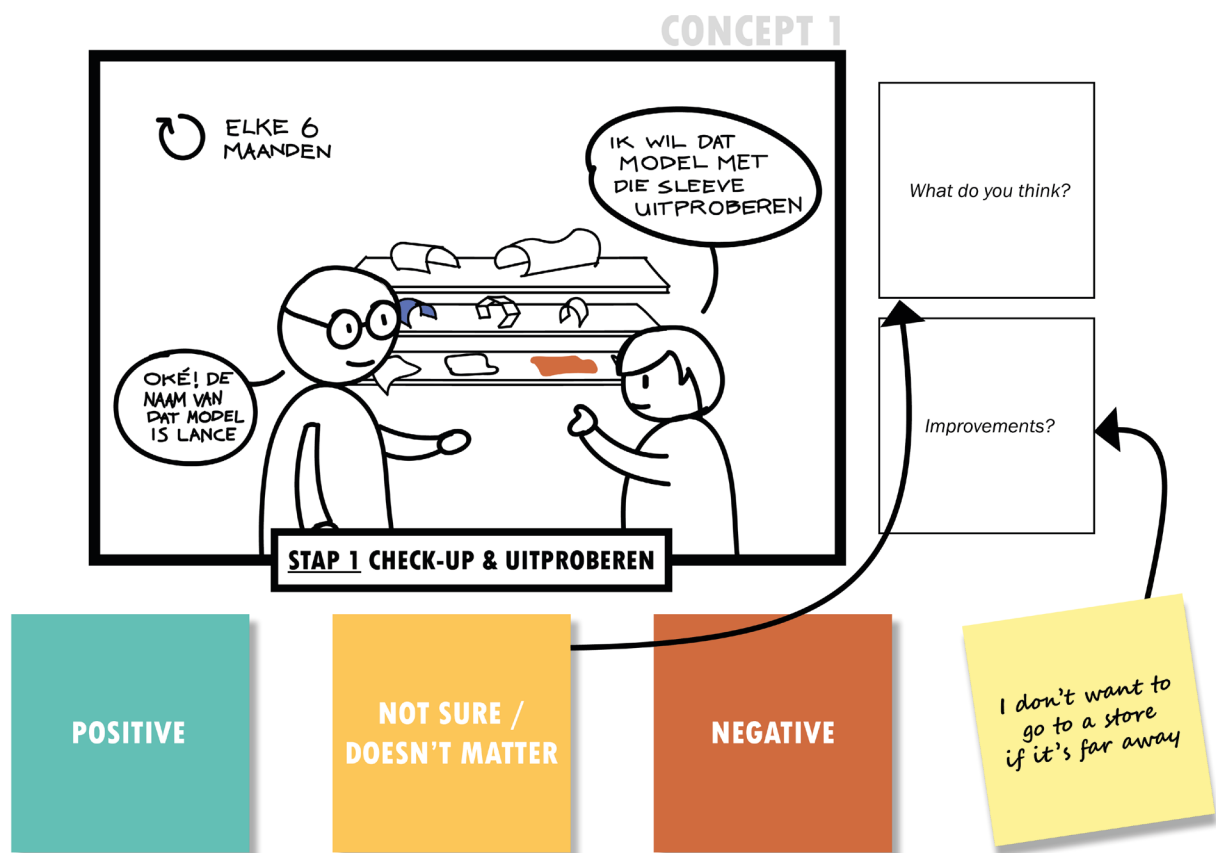 CONCEPT 1
ELKE 6
MAANDEN
IK WIL DAT
MODEL MET
DIE SLEEVE
UITPROBEREN
OKÉ! DE
NAAM VAN
DAT MODEL
IS LANCE
STAP 1 CHECK-UP & UITPROBEREN
What do you think?
Improvements?
POSITIVE
NOT SURE /
DOESN'T MATTER
NEGATIVE
I don't want to
go to a store
if it's far away